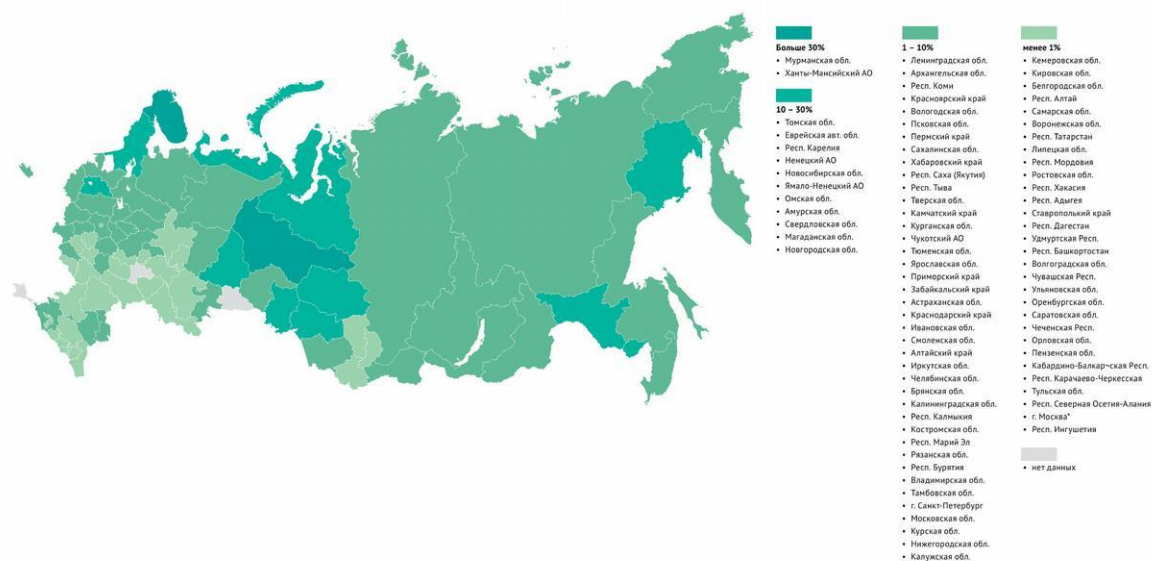 Больше 30%
• Мурманская обл.
• Ханты-Мансийский АО
10 – 30%
• Томская обл.
• Еврейская авт. обл.
• Респ. Карелия
• Ненецкий АО
• Новосибирская обл.
• Ямало-Ненецкий АО
• Омская обл.
• Амурская обл.
• Свердловская обл.
• Магаданская обл.
• Новгородская обл.
1 – 10%
• Ленинградская обл.
• Архангельская обл.
• Респ. Коми
• Красноярский край
• Вологодская обл.
• Псковская обл.
• Пермский край
• Сахалинская обл.
• Хабаровский край
• Респ. Саха (Якутия)
• Респ. Тыва
• Тверская обл.
• Камчатский край
• Курганская обл.
• Чукотский АО
• Тюменская обл.
• Ярославская обл.
• Приморский край
• Забайкальский край
• Астраханская обл.
• Краснодарский край
• Ивановская обл.
• Смоленская обл.
• Алтайский край
• Иркутская обл.
• Челябинская обл.
• Брянская обл.
• Калининградская обл.
• Респ. Калмыкия
• Костромская обл.
• Респ. Марий Эл
• Рязанская обл.
• Респ. Бурятия
• Владимирская обл.
• Тамбовская обл.
• г. Санкт-Петербург
• Московская обл.
• Курская обл.
• Нижегородская обл.
• Калужская обл.
менее 1%
• Кемеровская обл.
• Кировская обл.
• Белгородская обл.
• Респ. Алтай
• Самарская обл.
• Воронежская обл.
• Респ. Татарстан
• Липецкая обл.
• Респ. Мордовия
• Ростовская обл.
• Респ. Хакасия
• Респ. Адыгея
• Ставропольский край
• Респ. Дагестан
• Удмуртская Респ.
• Респ. Башкортостан
• Волгоградская обл.
• Чувашская Респ.
• Ульяновская обл.
• Оренбургская обл.
• Саратовская обл.
• Чеченская Респ.
• Орловская обл.
• Пензенская обл.
• Кабардино-Балкар¬ская Респ.
• Респ. Карачаево-Черкесская
• Тульская обл.
• Респ. Северная Осетия-Алания
• г. Москва*
• Респ. Ингушетия
• нет данных